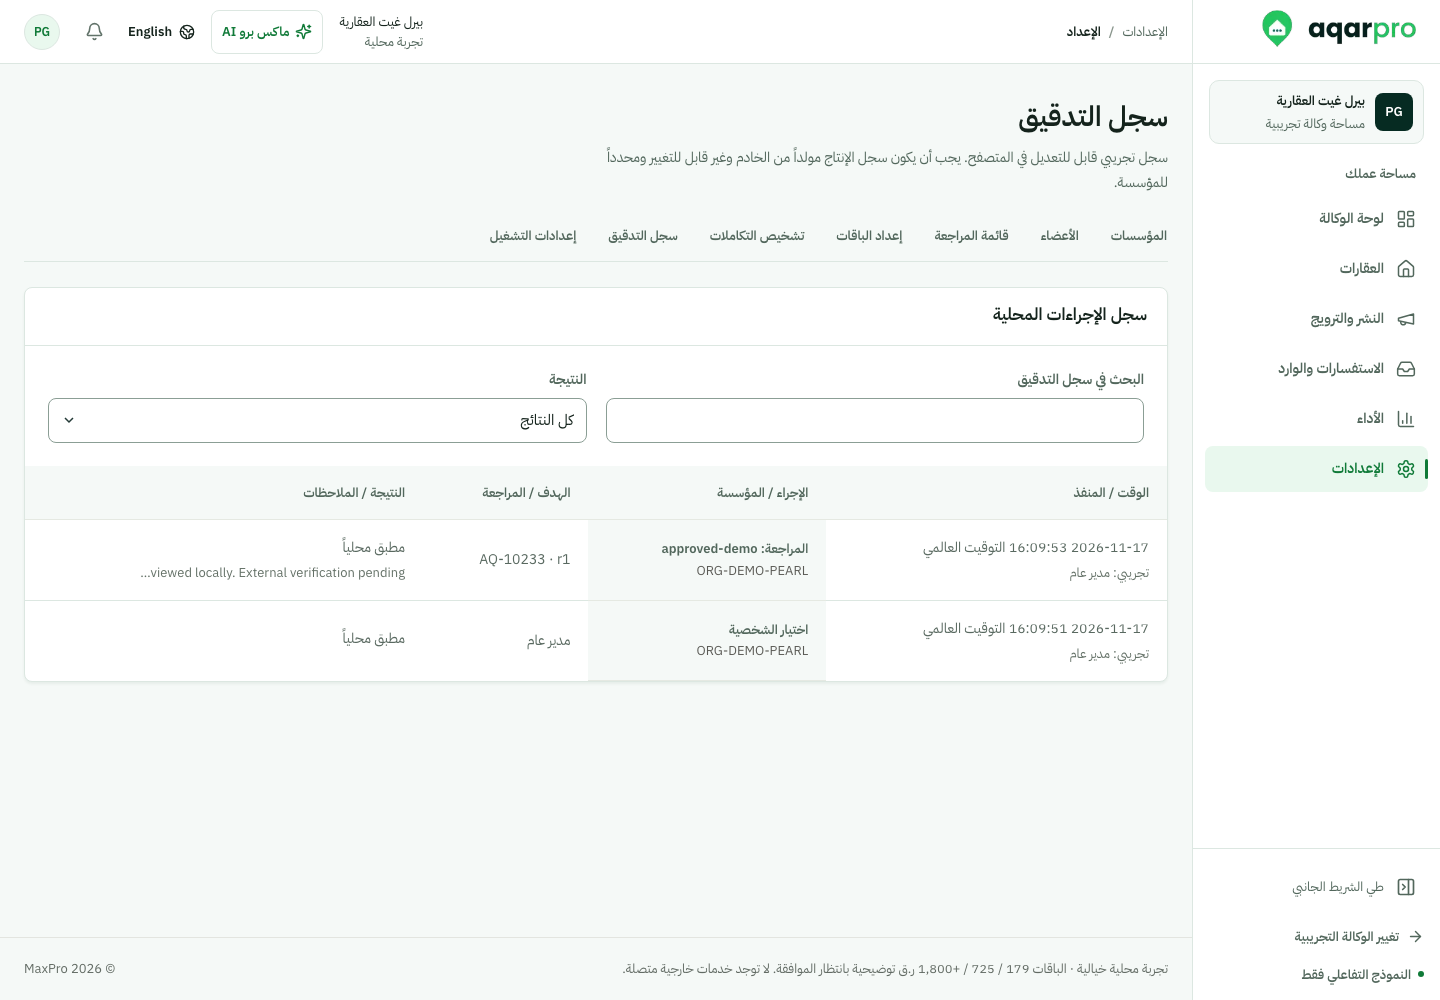 aqarpro
PG
بيرل غيت العقارية
مساحة وكالة تجريبية
مساحة عملك
لوحة الوكالة
العقارات
النشر والترويج
الاستفسارات والوارد
الأداء
الإعدادات
طي الشريط الجانبي
تغيير الوكالة التجريبية
النموذج التفاعلي فقط
الإعدادات / الإعداد
بيرل غيت العقارية
تجربة محلية
ماكس برو AI
English
PG
سجل التدقيق
سجل تجريبي قابل للتعديل في المتصفح. يجب أن يكون سجل الإنتاج مولداً من الخادم وغير قابل للتغيير ومحدداً
للمؤسسة.
المؤسسات الأعضاء قائمة المراجعة إعداد الباقات تشخيص التكاملات سجل التدقيق إعدادات التشغيل
سجل الإجراءات المحلية
البحث في سجل التدقيق
النتيجة
كل النتائج
الوقت / المنفذ الإجراء / المؤسسة الهدف / المراجعة النتيجة / الملاحظات
2026-11-17 16:09:53 التوقيت العالمي
تجريبي: مدير عام
المراجعة: approved-demo
ORG-DEMO-PEARL
AQ-10233 · r1
مطبق محلياً
...viewed locally. External verification pending
2026-11-17 16:09:51 التوقيت العالمي
تجريبي: مدير عام
اختيار الشخصية
ORG-DEMO-PEARL
مدير عام
مطبق محلياً
تجربة محلية خيالية · الباقات 179 / 725 / +1,800 ر.ق توضيحية بانتظار الموافقة. لا توجد خدمات خارجية متصلة.
© 2026 MaxPro